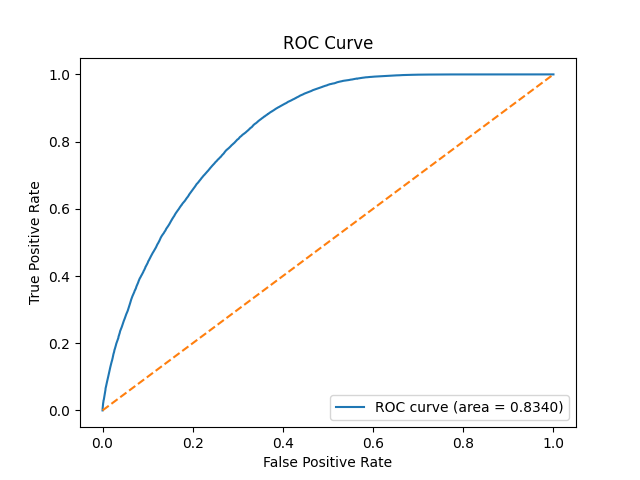 ROC Curve
True Positive Rate
1.0
0.8
0.6
0.4
0.2
0.0
ROC curve (area = 0.8340)
0.0 0.2 0.4 0.6 0.8 1.0
False Positive Rate